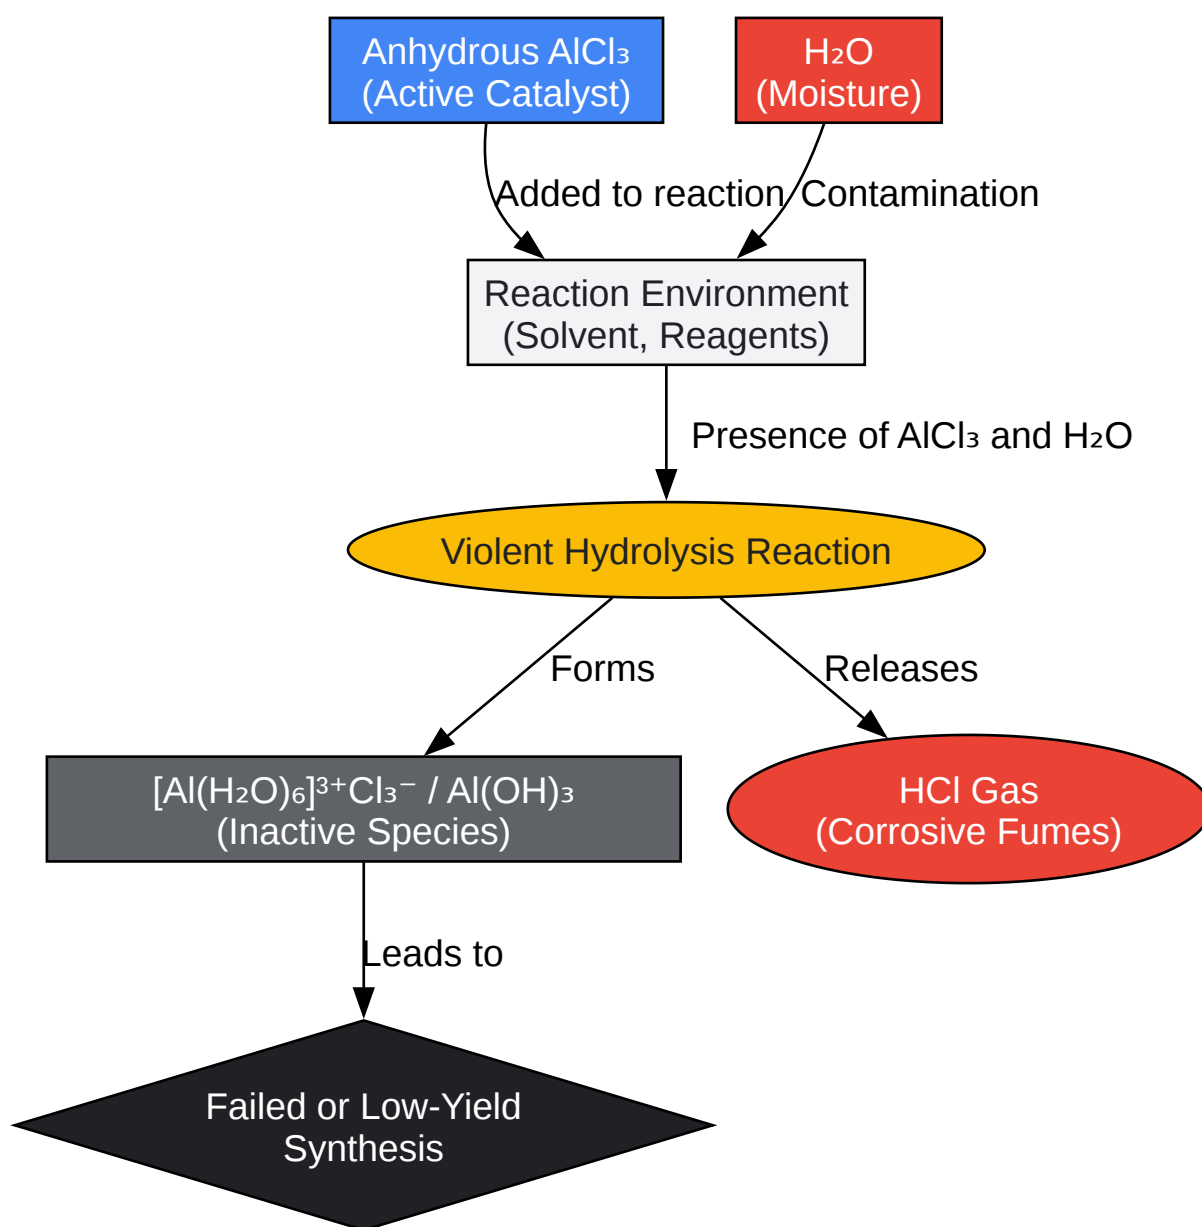 Anhydrous AlCl₃
(Active Catalyst)
H₂O
(Moisture)
Added to reaction
Contamination
Reaction Environment
(Solvent, Reagents)
Presence of AlCl₃ and H₂O
Violent Hydrolysis Reaction
Forms
Releases
[Al(H₂O)₆]³⁺Cl₃⁻ / Al(OH)₃
(Inactive Species)
HCl Gas
(Corrosive Fumes)
Leads to
Failed or Low-Yield
Synthesis